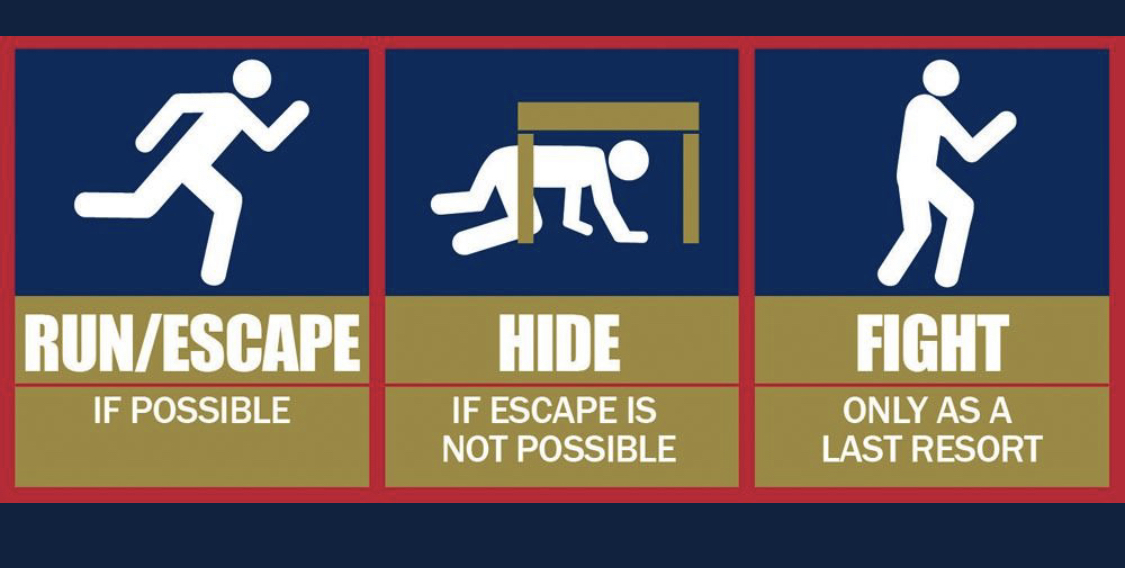 RUN/ESCAPE
IF POSSIBLE
HIDE
IF ESCAPE IS
NOT POSSIBLE
FIGHT
ONLY AS A
LAST RESORT